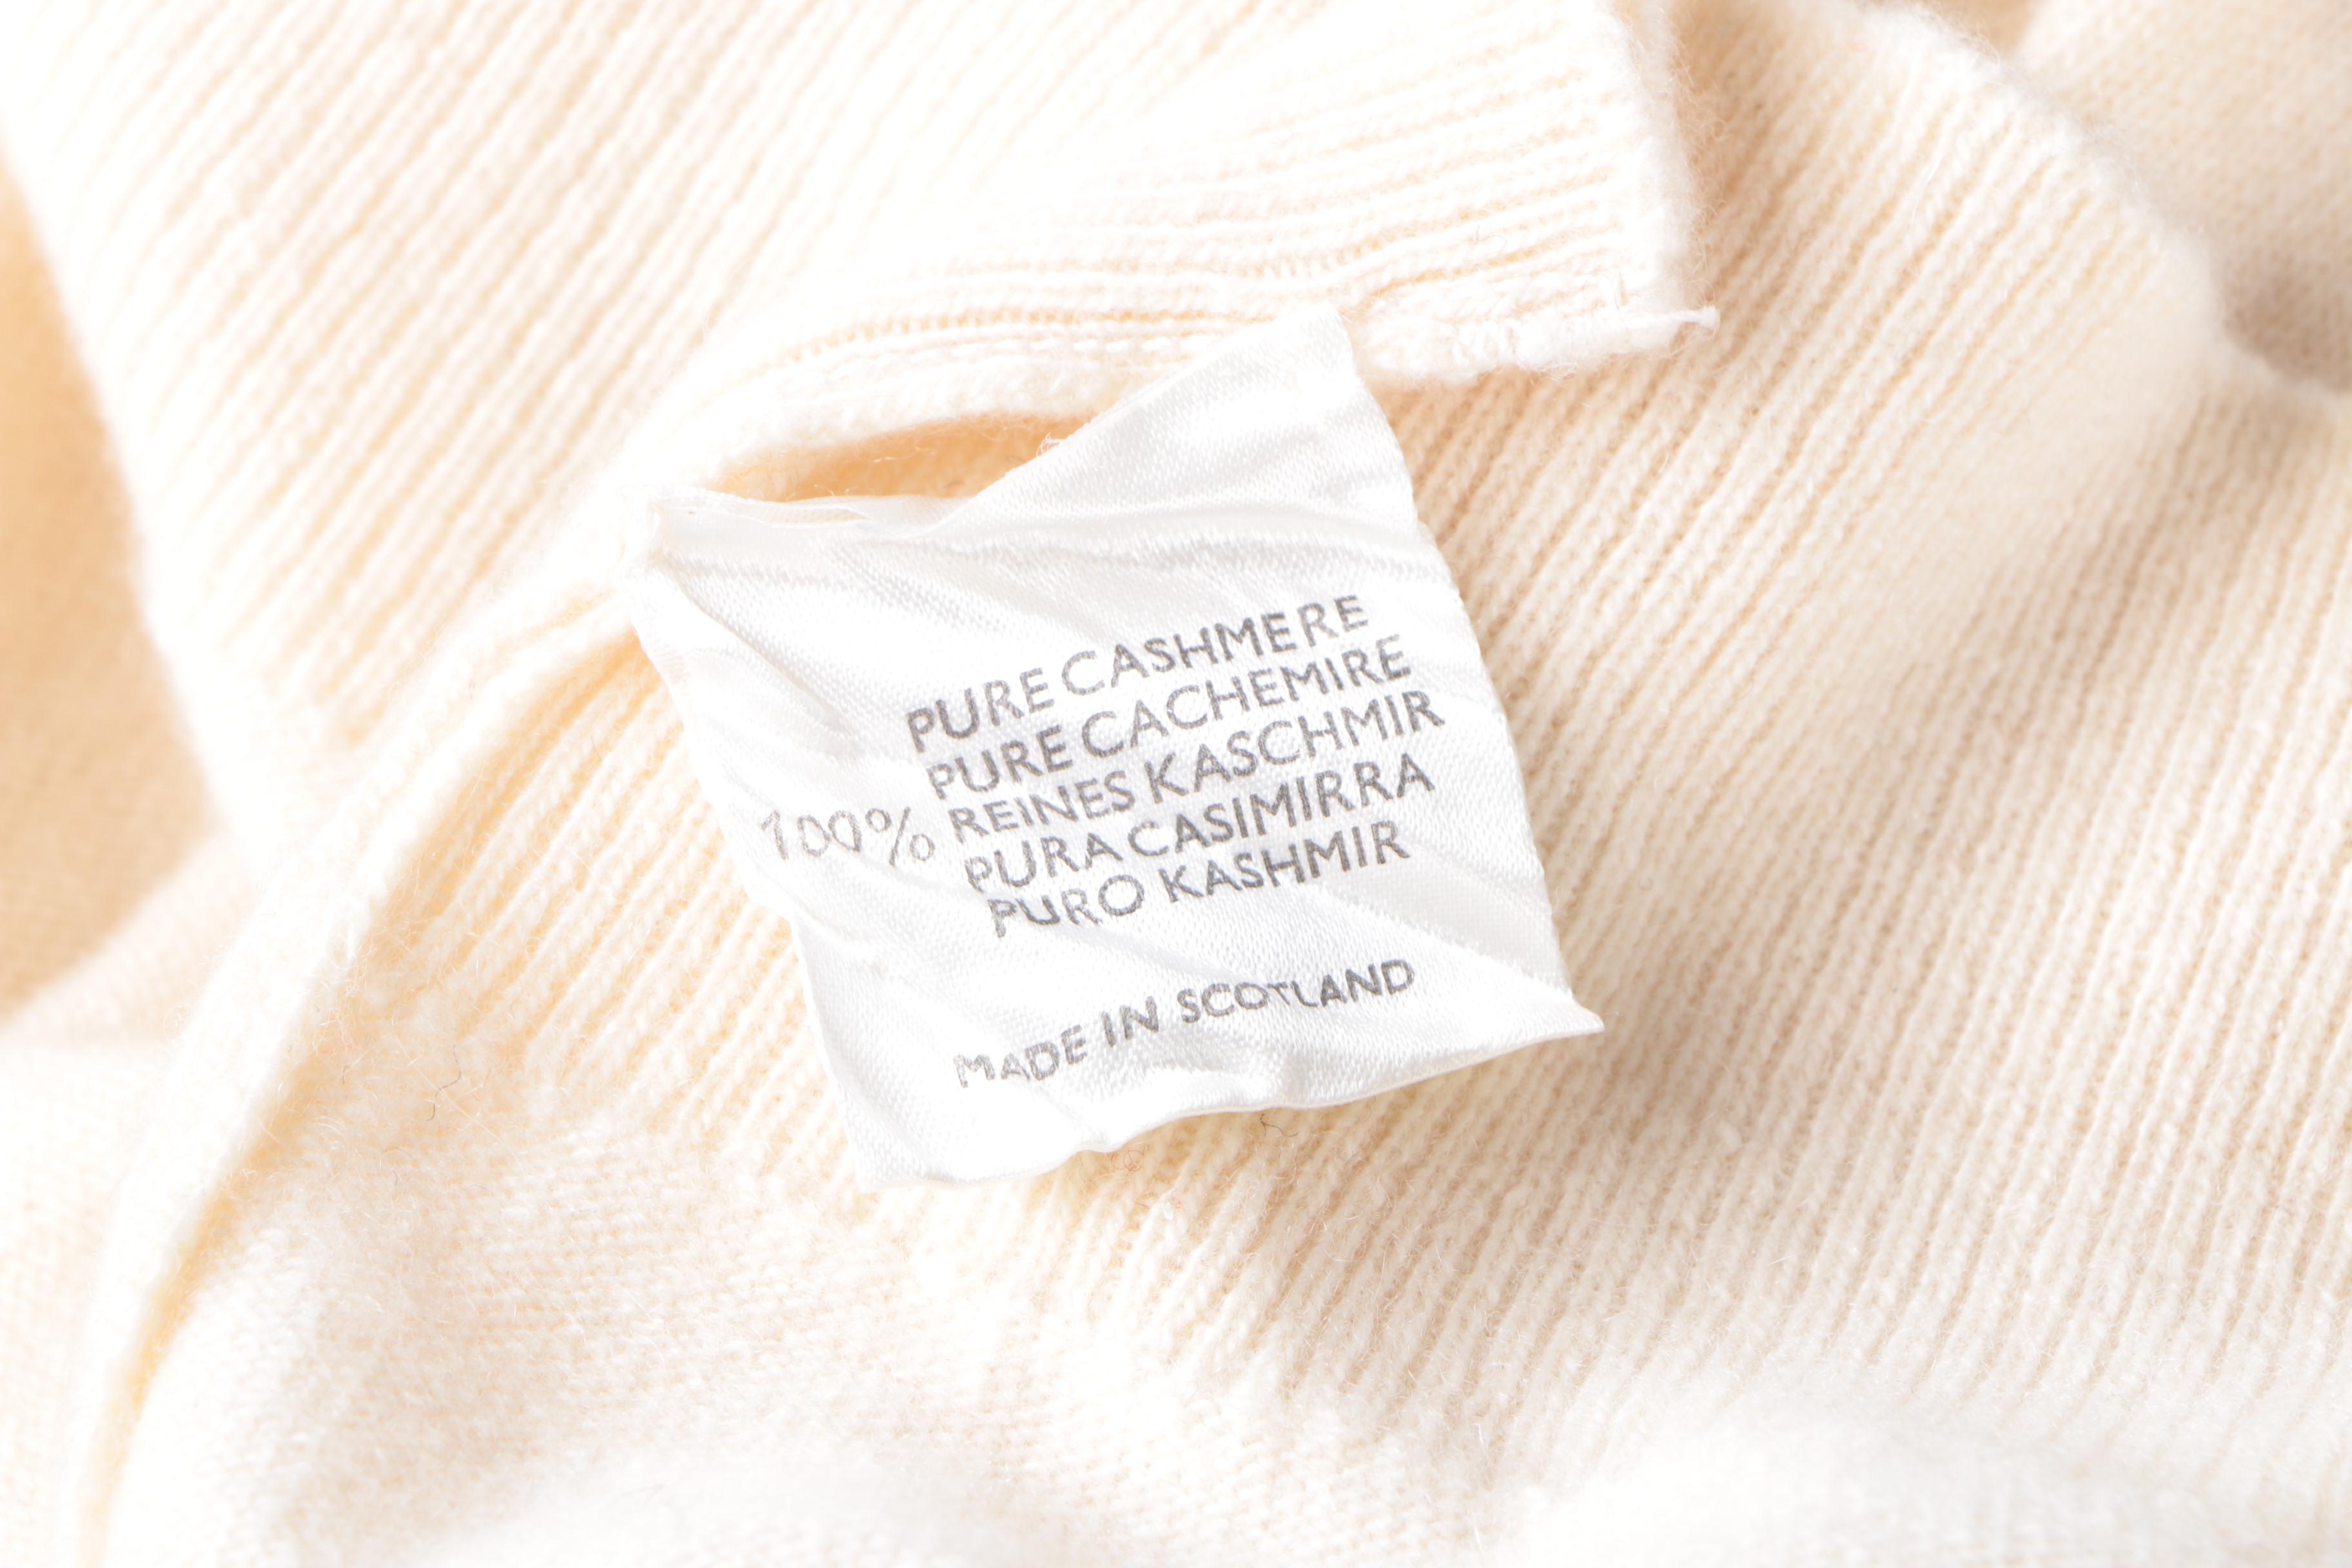 PURE CASHMERE
PURE CACHEMIRE
100% REINES KASCHMIR
PURA CASIMIRRA
PURO KASHMIR
MADE IN SCOTLAND